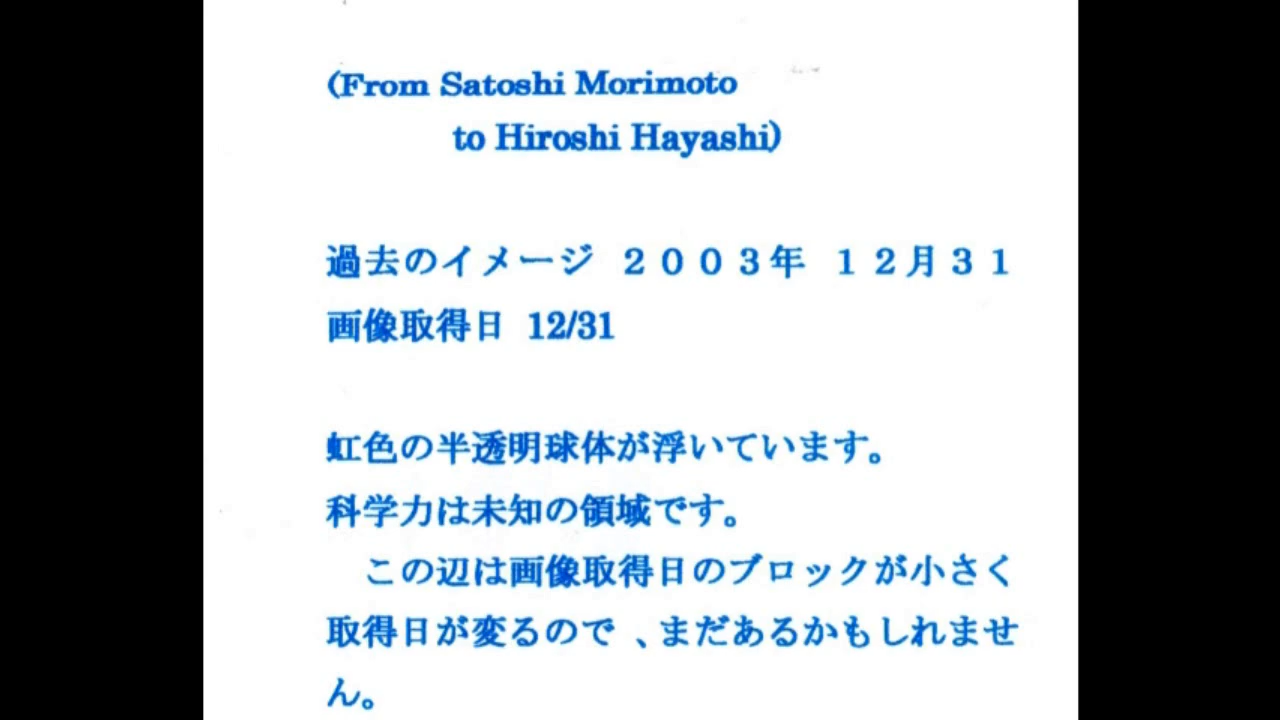 (From Satoshi Morimoto
to Hiroshi Hayashi)
過去のイメージ ２００３年 １２月３１
画像取得日 12/31
虹色の半透明球体が浮いています。
科学力は未知の領域です。
この辺は画像取得日のブロックが小さく
取得日が変るので 、まだあるかもしれませ
ん。